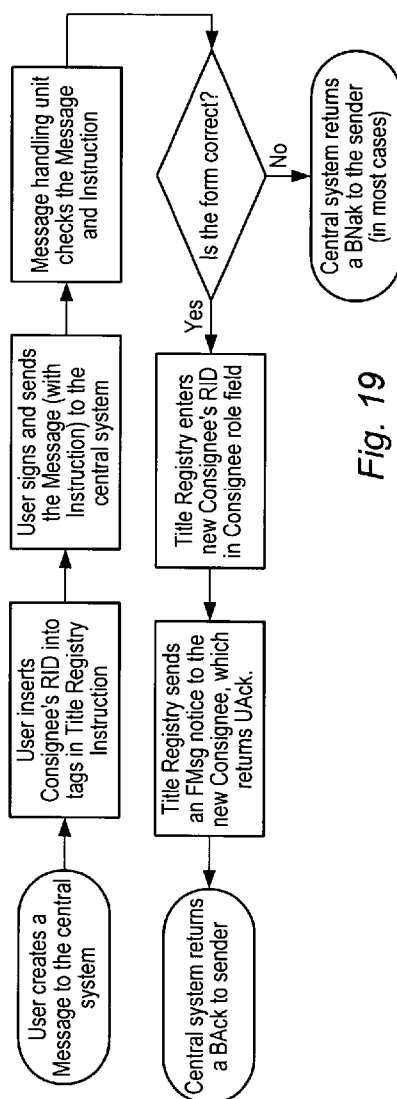 User creates a
Message to the central
system
User inserts
Consignee's RID into
tags in Title Registry
Instruction
User signs and sends
the Message (with
Instruction) to the
central system
Message handling unit
checks the Message
and Instruction
Is the form correct?
Yes
No
Title Registry enters
new Consignee's RID
in Consignee role field
Title Registry sends
an FMsg notice to the
new Consignee, which
returns UAck.
Central system returns
a BAck to sender
Central system returns
a BNak to the sender
(in most cases)
Fig. 19